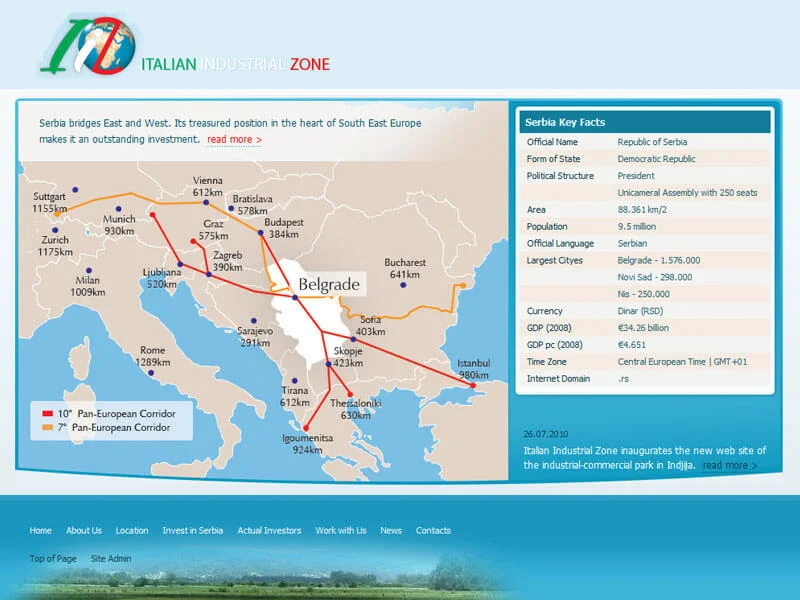 IIZ
ITALIAN INDUSTRIAL ZONE
Serbia bridges East and West. Its treasured position in the heart of South East Europe
makes it an outstanding investment. read more >
Suttgart
1155km
Zurich
1175km
Munich
930km
Milan
1009km
Vienna
612km
Bratislava
578km
Graz
575km
Budapest
384km
Zagreb
390km
Ljubljana
520km
Belgrade
Bucharest
641km
Sarajevo
291km
Sofia
403km
Skopje
423km
Rome
1289km
Tirana
612km
Istanbul
980km
Thessaloniki
630km
Igoumenitsa
924km
10° Pan-European Corridor
7° Pan-European Corridor
Serbia Key Facts
Official Name Republic of Serbia
Form of State Democratic Republic
Political Structure President
Unicameral Assembly with 250 seats
Area 88.361 km/2
Population 9.5 million
Official Language Serbian
Largest Cityes Belgrade - 1.576.000
Novi Sad - 298.000
Nis - 250.000
Currency Dinar (RSD)
GDP (2008) €34.26 billion
GDP pc (2008) €4.651
Time Zone Central European Time | GMT+01
Internet Domain .rs
26.07.2010
Italian Industrial Zone inaugurates the new web site of
the industrial-commercial park in Indjija. read more >
Home About Us Location Invest in Serbia Actual Investors Work with Us News Contacts
Top of Page Site Admin